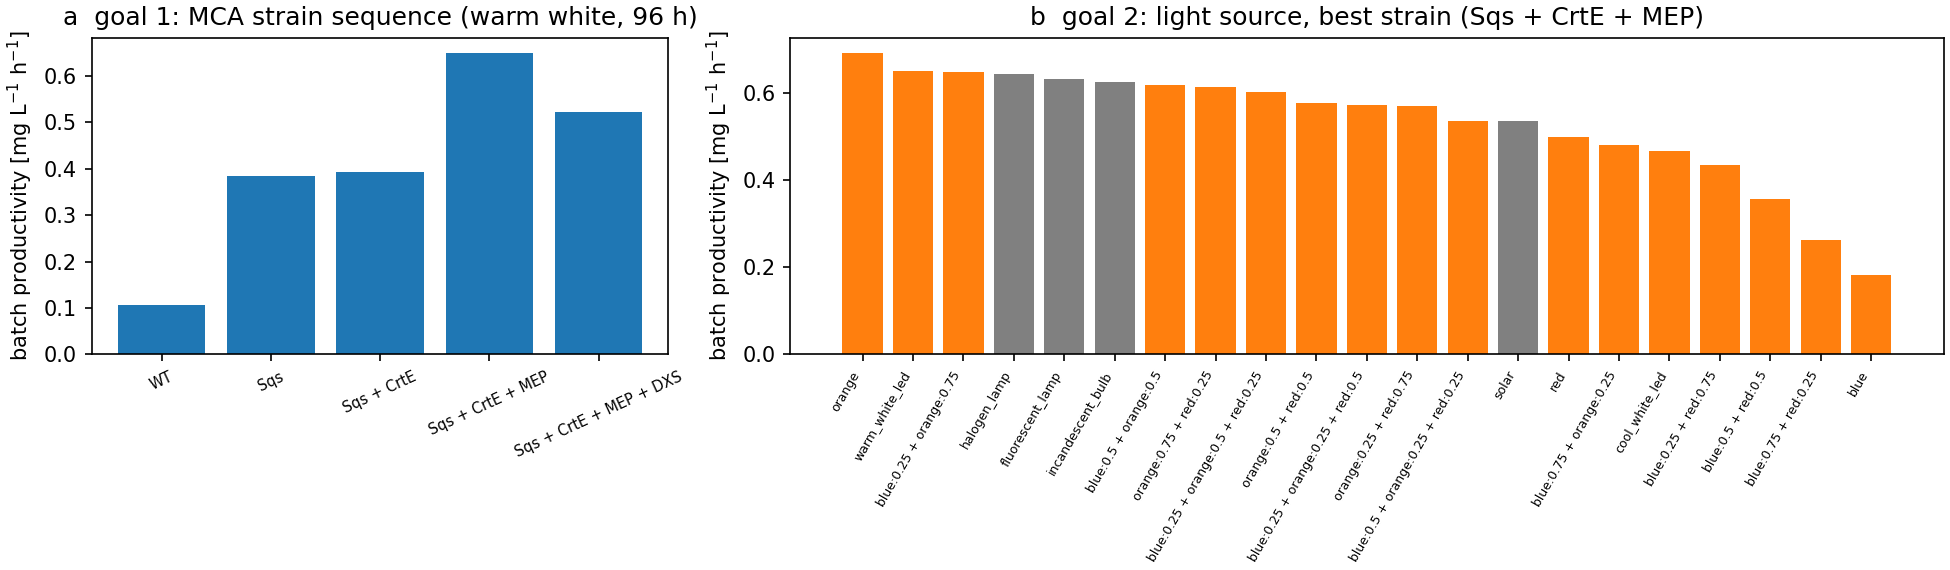 a  goal 1: MCA strain sequence (warm white, 96 h)
batch productivity [mg L⁻¹ h⁻¹]
0.6
0.5
0.4
0.3
0.2
0.1
0.0
WT
Sqs
Sqs + CrtE
Sqs + CrtE + MEP
Sqs + CrtE + MEP + DXS
b  goal 2: light source, best strain (Sqs + CrtE + MEP)
batch productivity [mg L⁻¹ h⁻¹]
0.6
0.4
0.2
0.0
orange
warm_white_led
blue:0.25 + orange:0.75
halogen_lamp
fluorescent_lamp
incandescent_bulb
blue:0.5 + orange:0.5
orange:0.75 + red:0.25
blue:0.25 + orange:0.5 + red:0.25
orange:0.5 + red:0.5
blue:0.25 + orange:0.25 + red:0.5
orange:0.25 + red:0.75
blue:0.5 + orange:0.25 + red:0.25
solar
red
blue:0.75 + orange:0.25
cool_white_led
blue:0.25 + red:0.75
blue:0.5 + red:0.5
blue:0.75 + red:0.25
blue